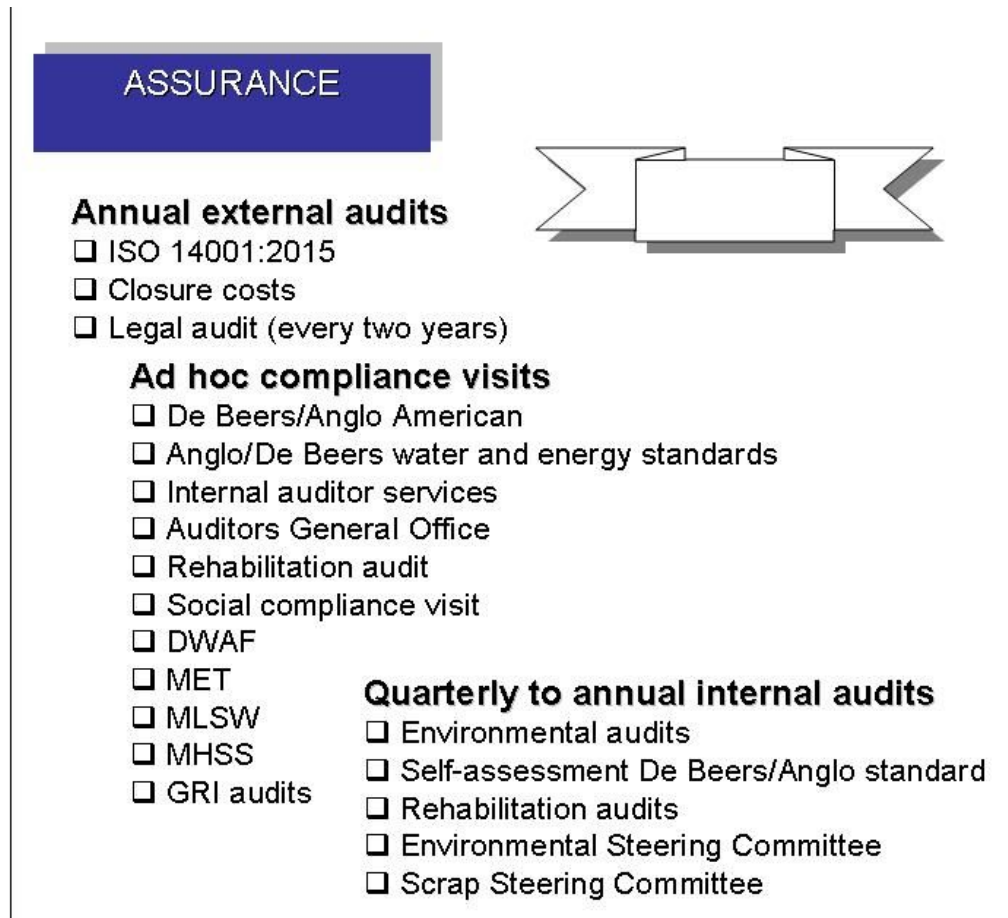 ASSURANCE
Annual external audits
❑ ISO 14001:2015
❑ Closure costs
❑ Legal audit (every two years)
Ad hoc compliance visits
❑ De Beers/Anglo American
❑ Anglo/De Beers water and energy standards
❑ Internal auditor services
❑ Auditors General Office
❑ Rehabilitation audit
❑ Social compliance visit
❑ DWAF
❑ MET
❑ MLSW
❑ MHSS
❑ GRI audits
Quarterly to annual internal audits
❑ Environmental audits
❑ Self-assessment De Beers/Anglo standard
❑ Rehabilitation audits
❑ Environmental Steering Committee
❑ Scrap Steering Committee